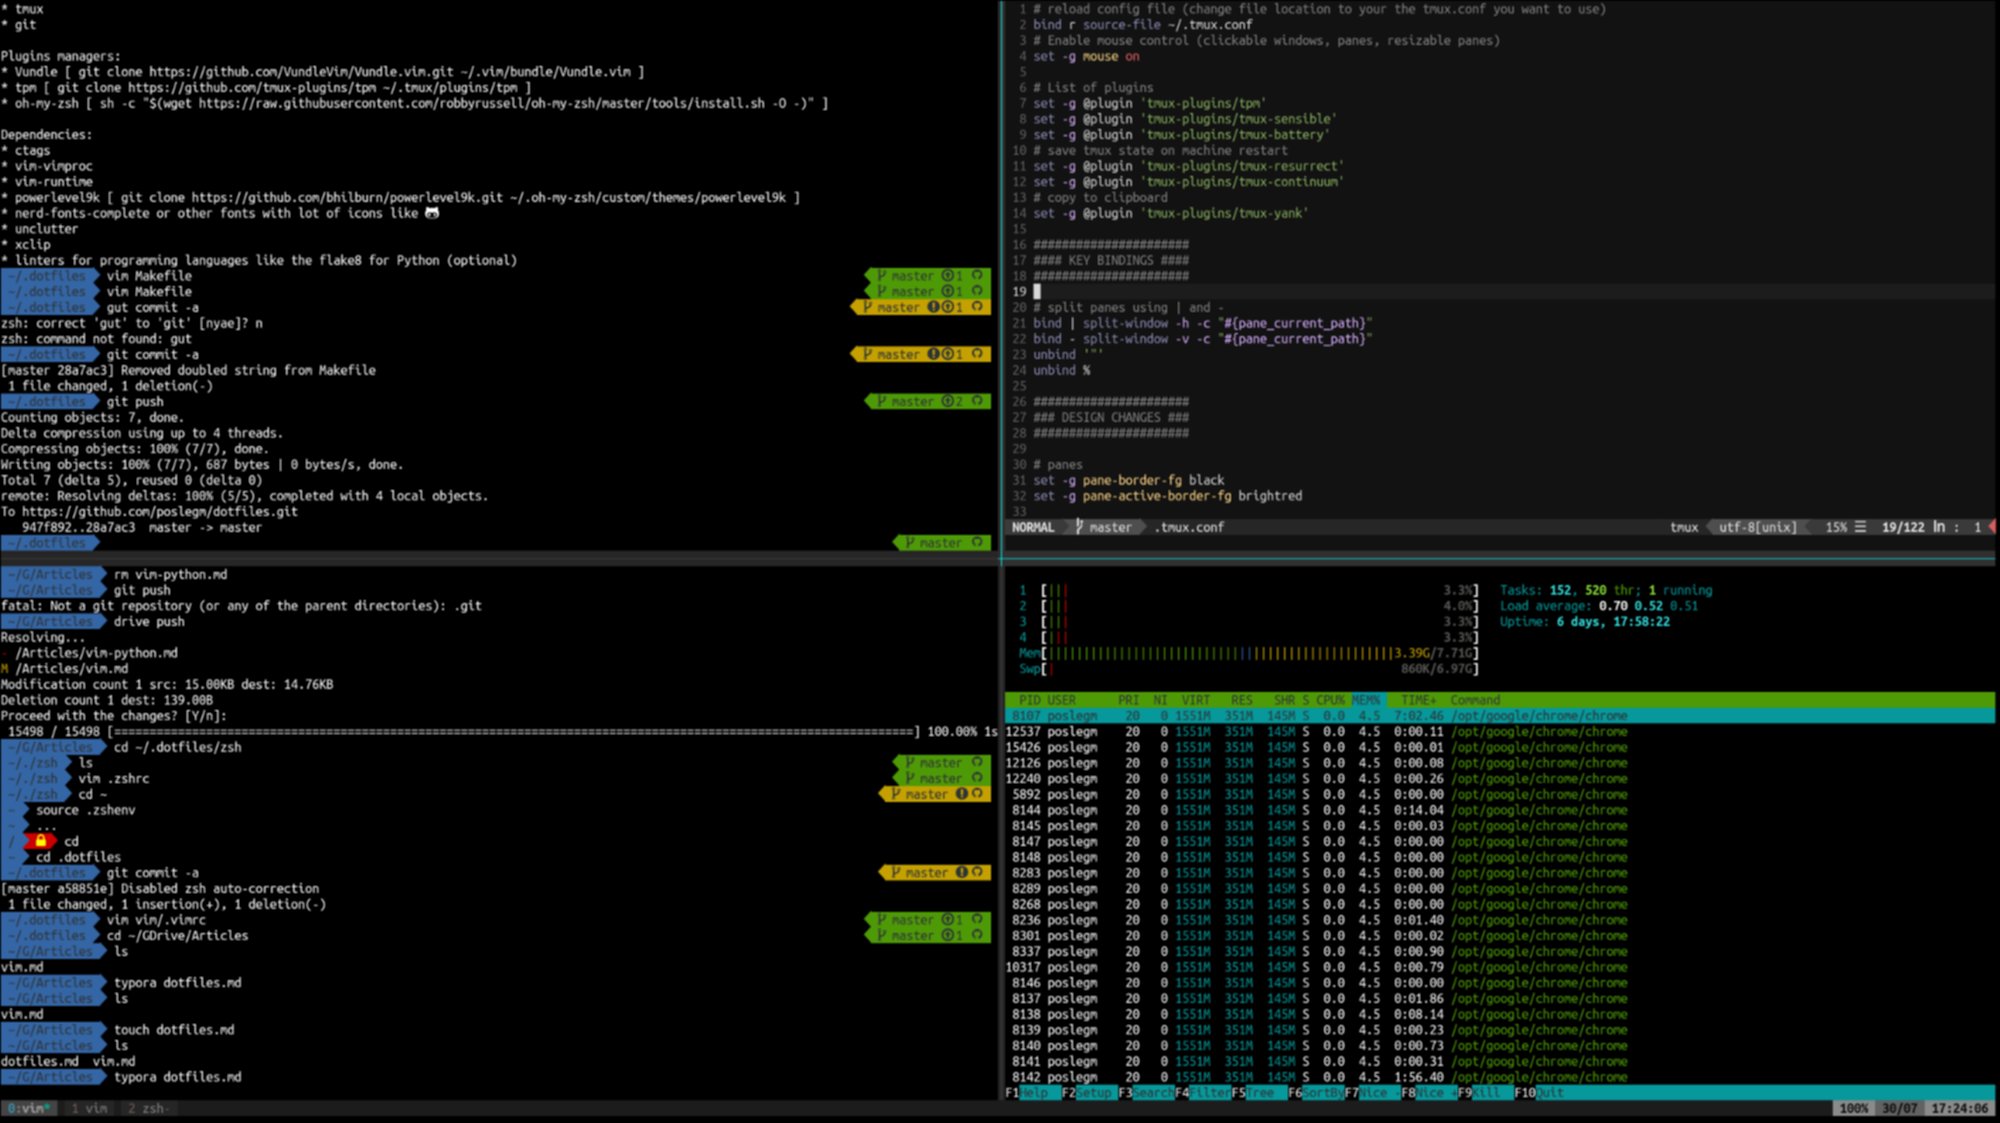 * tmux
* git
Plugins managers:
* Vundle [ git clone https://github.com/VundleVim/Vundle.vim.git ~/.vim/bundle/Vundle.vim ]
* tpm [ git clone https://github.com/tmux-plugins/tpm ~/.tmux/plugins/tpm ]
* oh-my-zsh [ sh -c "$(wget https://raw.githubusercontent.com/robbyrussell/oh-my-zsh/master/tools/install.sh -O -)" ]
Dependencies:
* ctags
* vim-vimproc
* vim-runtime
* powerlevel9k [ git clone https://github.com/bhilburn/powerlevel9k.git ~/.oh-my-zsh/custom/themes/powerlevel9k ]
* nerd-fonts-complete or other fonts with lot of icons like
* unclutter
* xclip
* linters for programming languages like the flake8 for Python (optional)
~/.dotfiles vim Makefile master 1
~/.dotfiles vim Makefile master 1
~/.dotfiles gut commit -a master 1
zsh: correct 'gut' to 'git' [nyae]? n
zsh: command not found: gut
~/.dotfiles git commit -a master 1
[master 28a7ac3] Removed doubled string from Makefile
1 file changed, 1 deletion(-)
~/.dotfiles git push master 2
Counting objects: 7, done.
Delta compression using up to 4 threads.
Compressing objects: 100% (7/7), done.
Writing objects: 100% (7/7), 687 bytes | 0 bytes/s, done.
Total 7 (delta 5), reused 0 (delta 0)
remote: Resolving deltas: 100% (5/5), completed with 4 local objects.
To https://github.com/poslegm/dotfiles.git
947f892..28a7ac3 master -> master
~/.dotfiles master
1 # reload config file (change file location to your the tmux.conf you want to use)
2 bind r source-file ~/.tmux.conf
3 # Enable mouse control (clickable windows, panes, resizable panes)
4 set -g mouse on
5
6 # List of plugins
7 set -g @plugin 'tmux-plugins/tpm'
8 set -g @plugin 'tmux-plugins/tmux-sensible'
9 set -g @plugin 'tmux-plugins/tmux-battery'
10 # save tmux state on machine restart
11 set -g @plugin 'tmux-plugins/tmux-resurrect'
12 set -g @plugin 'tmux-plugins/tmux-continuum'
13 # copy to clipboard
14 set -g @plugin 'tmux-plugins/tmux-yank'
15
16 ######################
17 #### KEY BINDINGS ####
18 ######################
19
20 # split panes using | and -
21 bind | split-window -h -c "#{pane_current_path}"
22 bind - split-window -v -c "#{pane_current_path}"
23 unbind '"'
24 unbind %
25
26 ######################
27 ### DESIGN CHANGES ###
28 ######################
29
30 # panes
31 set -g pane-border-fg black
32 set -g pane-active-border-fg brightred
33
NORMAL master .tmux.conf tmux utf-8[unix] 15% ☰ 19/122 ln : 1
~/G/Articles rm vim-python.md
~/G/Articles git push
fatal: Not a git repository (or any of the parent directories): .git
~/G/Articles drive push
Resolving...
- /Articles/vim-python.md
M /Articles/vim.md
Modification count 1 src: 15.00KB dest: 14.76KB
Deletion count 1 dest: 139.00B
Proceed with the changes? [Y/n]:
15498 / 15498 [================================================================================================================] 100.00% 1s
~/G/Articles cd ~/.dotfiles/zsh
~/./zsh ls master
~/./zsh vim .zshrc master
~/./zsh cd ~ master
~ source .zshenv
~ ...
/ cd
~ cd .dotfiles
~/.dotfiles git commit -a master
[master a58851e] Disabled zsh auto-correction
1 file changed, 1 insertion(+), 1 deletion(-)
~/.dotfiles vim vim/.vimrc master 1
~/.dotfiles cd ~/GDrive/Articles master 1
~/G/Articles ls
vim.md
~/G/Articles typora dotfiles.md
~/G/Articles ls
vim.md
~/G/Articles touch dotfiles.md
~/G/Articles ls
dotfiles.md vim.md
~/G/Articles typora dotfiles.md
1 [||| 3.3%] Tasks: 152, 520 thr; 1 running
2 [||| 4.0%] Load average: 0.70 0.52 0.51
3 [||| 3.3%] Uptime: 6 days, 17:58:22
4 [||| 3.3%]
Mem[|||||||||||||||||||||||||||||||||||||||||||||||||3.39G/7.71G]
Swp[| 860K/6.97G]
PID USER PRI NI VIRT RES SHR S CPU% MEM% TIME+ Command
8107 poslegm 20 0 1551M 351M 145M S 0.0 4.5 7:02.46 /opt/google/chrome/chrome
12537 poslegm 20 0 1551M 351M 145M S 0.0 4.5 0:00.11 /opt/google/chrome/chrome
15426 poslegm 20 0 1551M 351M 145M S 0.0 4.5 0:00.01 /opt/google/chrome/chrome
12126 poslegm 20 0 1551M 351M 145M S 0.0 4.5 0:00.08 /opt/google/chrome/chrome
12240 poslegm 20 0 1551M 351M 145M S 0.0 4.5 0:00.26 /opt/google/chrome/chrome
5892 poslegm 20 0 1551M 351M 145M S 0.0 4.5 0:00.00 /opt/google/chrome/chrome
8144 poslegm 20 0 1551M 351M 145M S 0.0 4.5 0:14.04 /opt/google/chrome/chrome
8145 poslegm 20 0 1551M 351M 145M S 0.0 4.5 0:00.03 /opt/google/chrome/chrome
8147 poslegm 20 0 1551M 351M 145M S 0.0 4.5 0:00.00 /opt/google/chrome/chrome
8148 poslegm 20 0 1551M 351M 145M S 0.0 4.5 0:00.00 /opt/google/chrome/chrome
8283 poslegm 20 0 1551M 351M 145M S 0.0 4.5 0:00.00 /opt/google/chrome/chrome
8289 poslegm 20 0 1551M 351M 145M S 0.0 4.5 0:00.00 /opt/google/chrome/chrome
8268 poslegm 20 0 1551M 351M 145M S 0.0 4.5 0:00.00 /opt/google/chrome/chrome
8236 poslegm 20 0 1551M 351M 145M S 0.0 4.5 0:01.40 /opt/google/chrome/chrome
8301 poslegm 20 0 1551M 351M 145M S 0.0 4.5 0:00.02 /opt/google/chrome/chrome
8337 poslegm 20 0 1551M 351M 145M S 0.0 4.5 0:00.90 /opt/google/chrome/chrome
10317 poslegm 20 0 1551M 351M 145M S 0.0 4.5 0:00.79 /opt/google/chrome/chrome
8146 poslegm 20 0 1551M 351M 145M S 0.0 4.5 0:00.00 /opt/google/chrome/chrome
8137 poslegm 20 0 1551M 351M 145M S 0.0 4.5 0:01.86 /opt/google/chrome/chrome
8138 poslegm 20 0 1551M 351M 145M S 0.0 4.5 0:08.14 /opt/google/chrome/chrome
8139 poslegm 20 0 1551M 351M 145M S 0.0 4.5 0:00.23 /opt/google/chrome/chrome
8140 poslegm 20 0 1551M 351M 145M S 0.0 4.5 0:00.73 /opt/google/chrome/chrome
8141 poslegm 20 0 1551M 351M 145M S 0.0 4.5 0:00.31 /opt/google/chrome/chrome
8142 poslegm 20 0 1551M 351M 145M S 0.0 4.5 1:56.40 /opt/google/chrome/chrome
F1Help F2Setup F3SearchF4FilterF5Tree F6SortByF7Nice -F8Nice +F9Kill F10Quit
0:vim* 1 vim 2 zsh- 100% 30/07 17:24:06